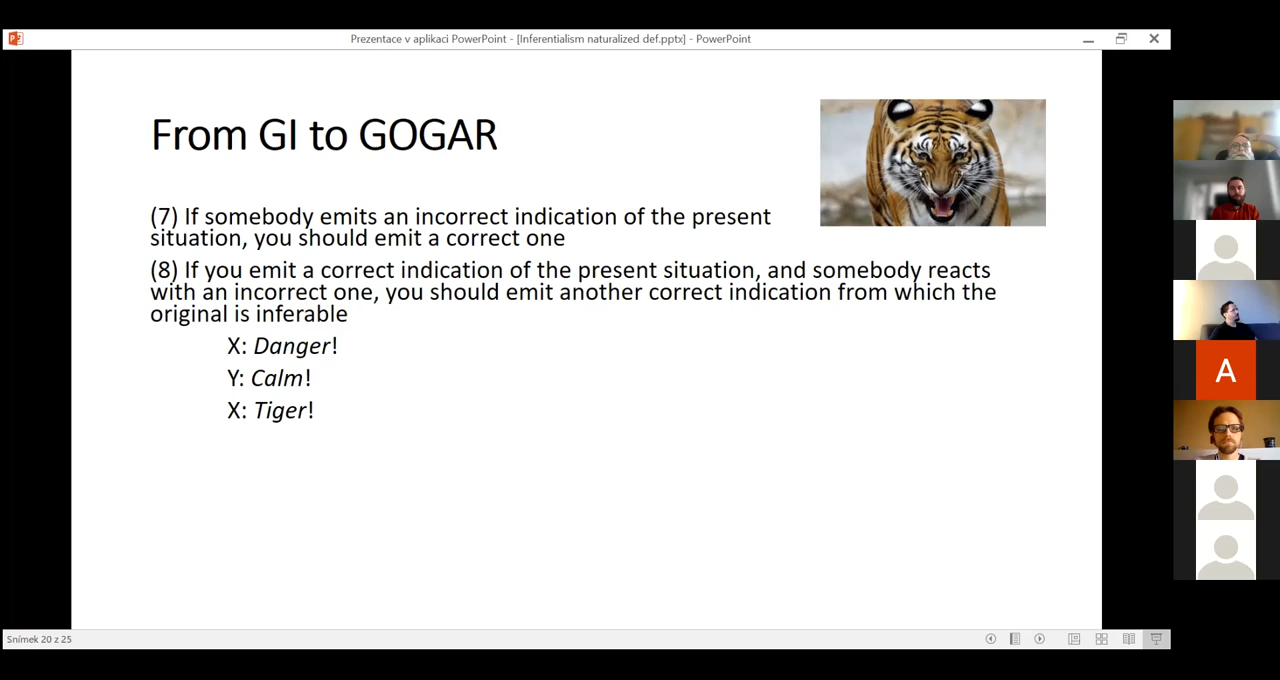 Prezentace v aplikaci PowerPoint - [Inferentialism naturalized def.pptx] - PowerPoint
From GI to GOGAR
(7) If somebody emits an incorrect indication of the present
situation, you should emit a correct one
(8) If you emit a correct indication of the present situation, and somebody reacts
with an incorrect one, you should emit another correct indication from which the
original is inferable
X: Danger!
Y: Calm!
X: Tiger!
A
Snímek 20 z 25